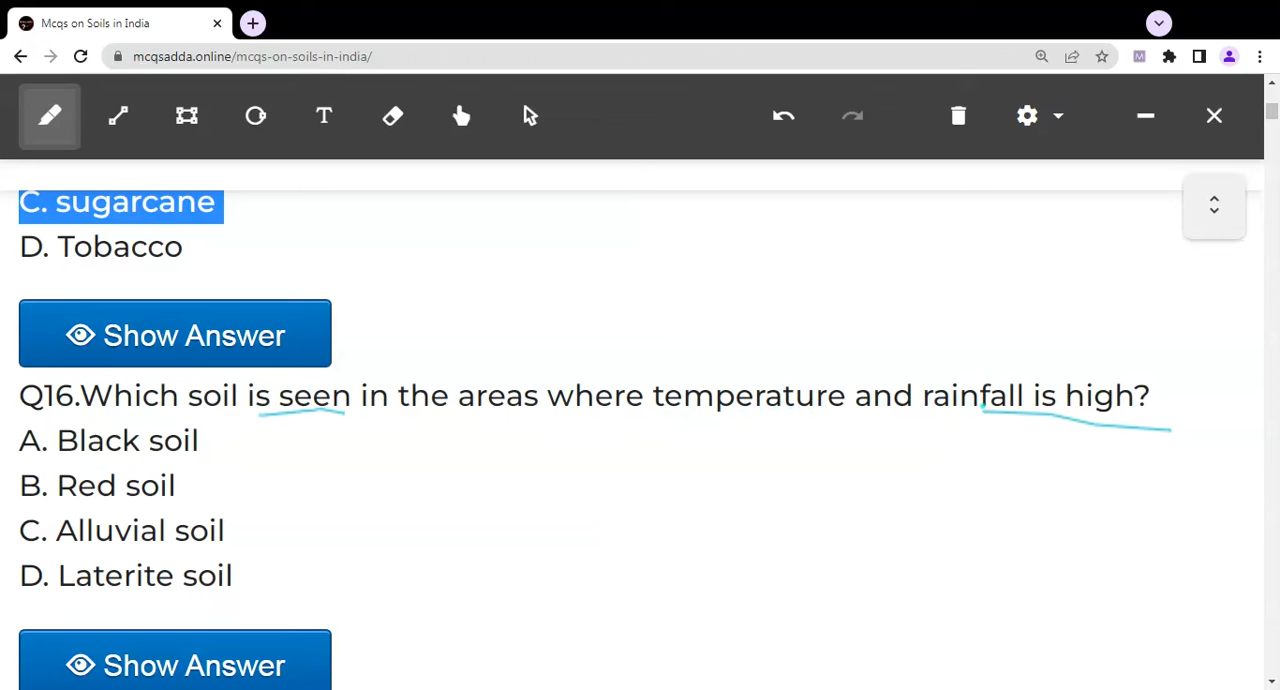 Mcqs on Soils in India
mcqsadda.online/mcqs-on-soils-in-india/
T
C. sugarcane
D. Tobacco
Show Answer
Q16.Which soil is seen in the areas where temperature and rainfall is high?
A. Black soil
B. Red soil
C. Alluvial soil
D. Laterite soil
Show Answer